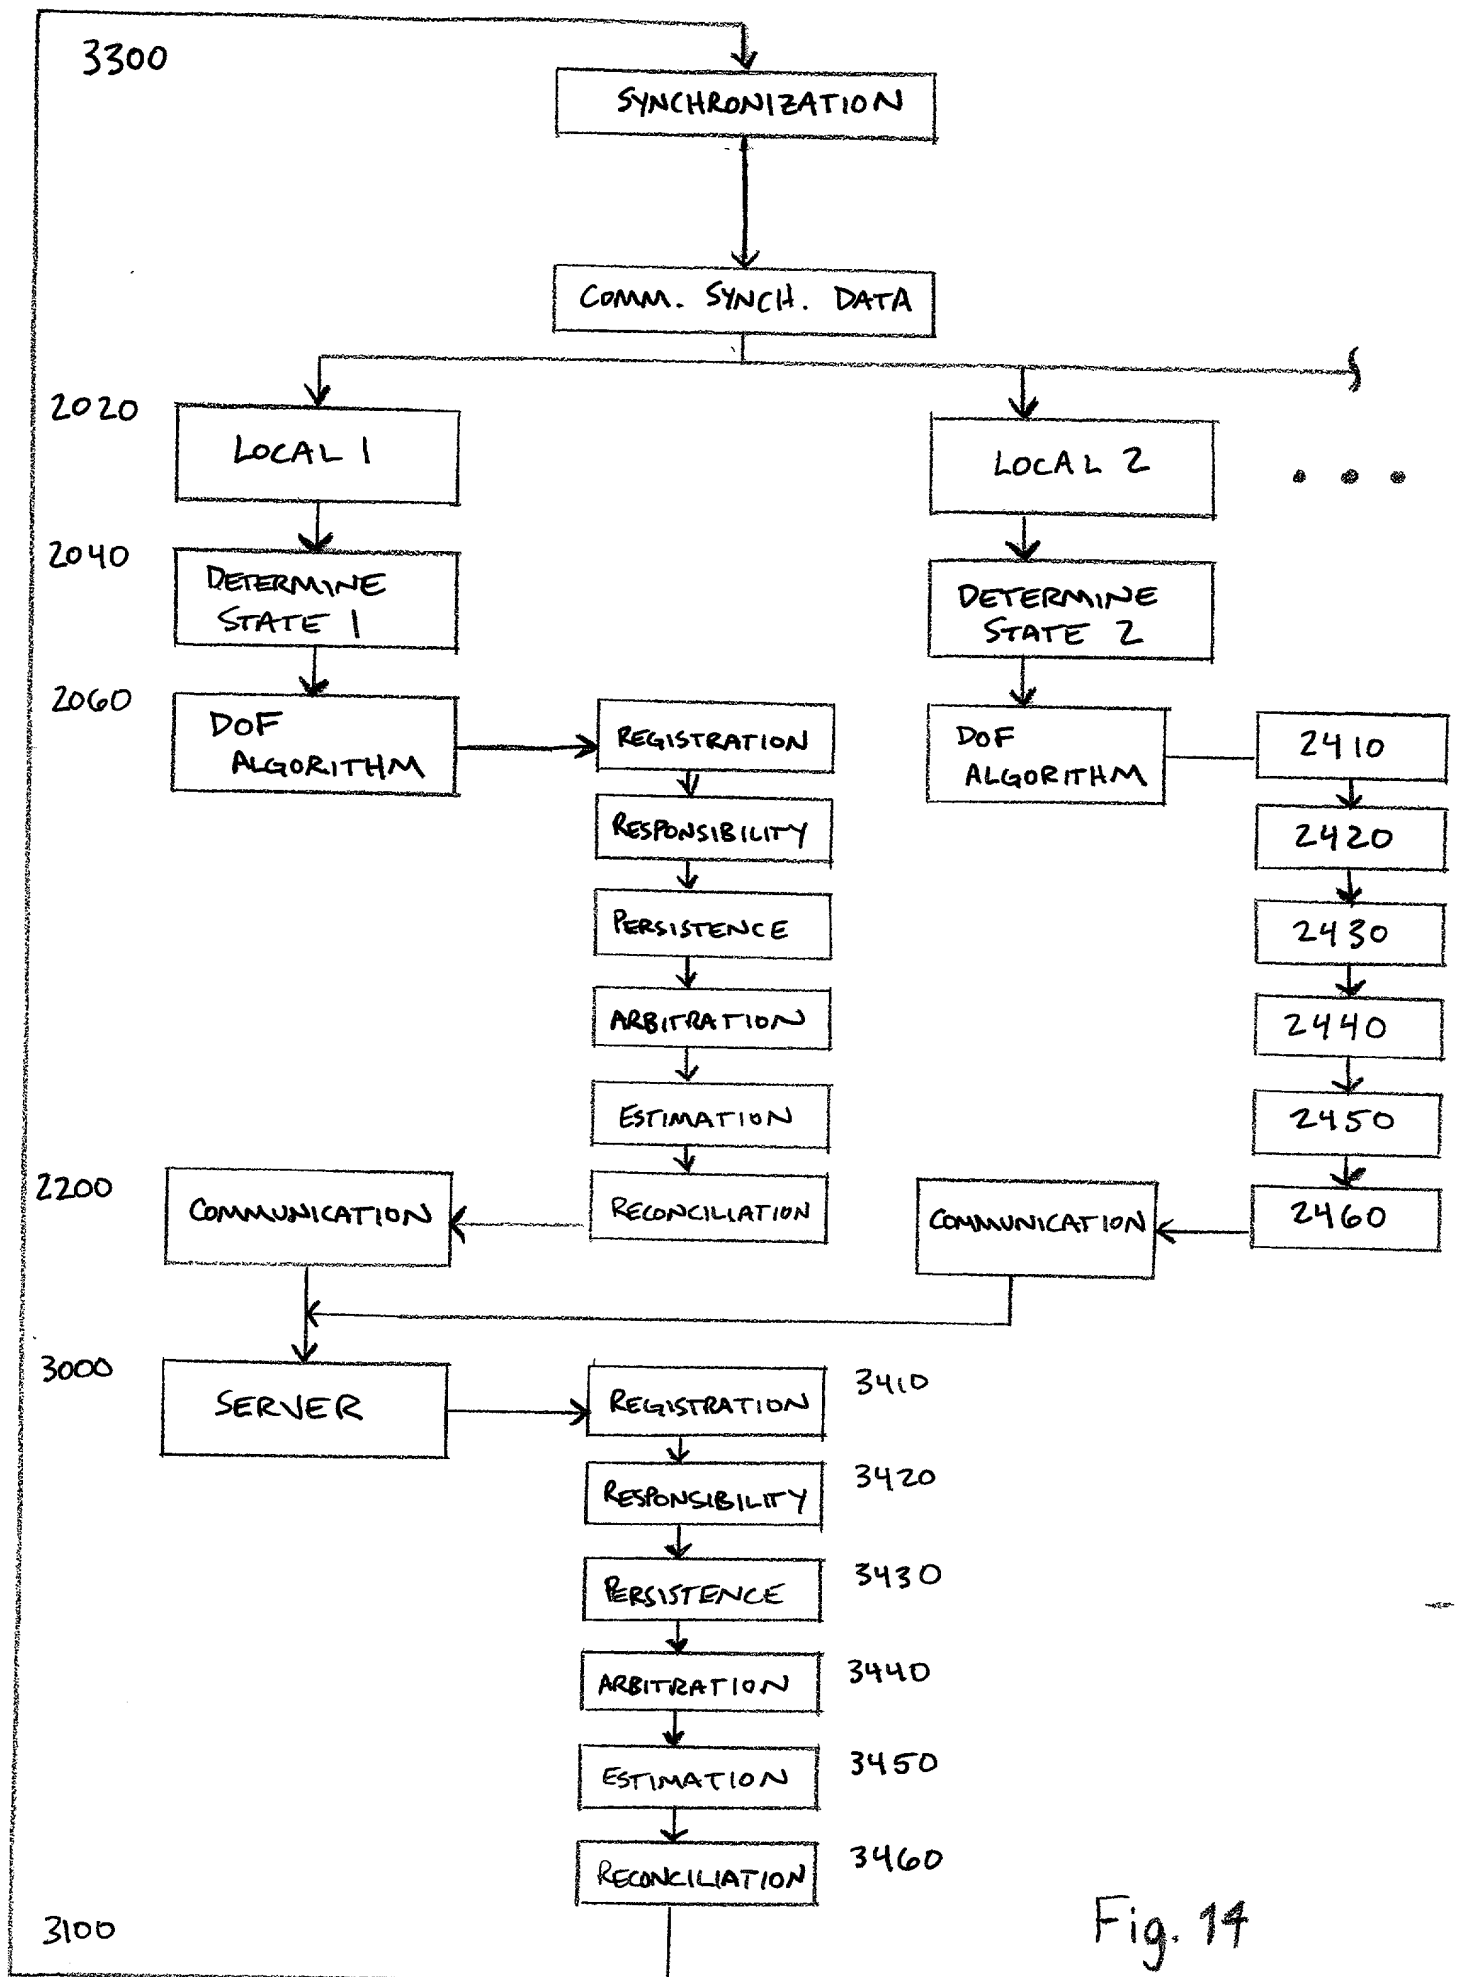 3300
SYNCHRONIZATION
COMM. SYNCH. DATA
2020
LOCAL 1
LOCAL 2
2040
DETERMINE
STATE 1
DETERMINE
STATE 2
2060
DOF
ALGORITHM
REGISTRATION
RESPONSIBILITY
PERSISTENCE
ARBITRATION
ESTIMATION
RECONCILIATION
DOF
ALGORITHM
2410
2420
2430
2440
2450
2460
2200
COMMUNICATION
COMMUNICATION
3000
SERVER
REGISTRATION
3410
RESPONSIBILITY
3420
PERSISTENCE
3430
ARBITRATION
3440
ESTIMATION
3450
RECONCILIATION
3460
3100
Fig. 14